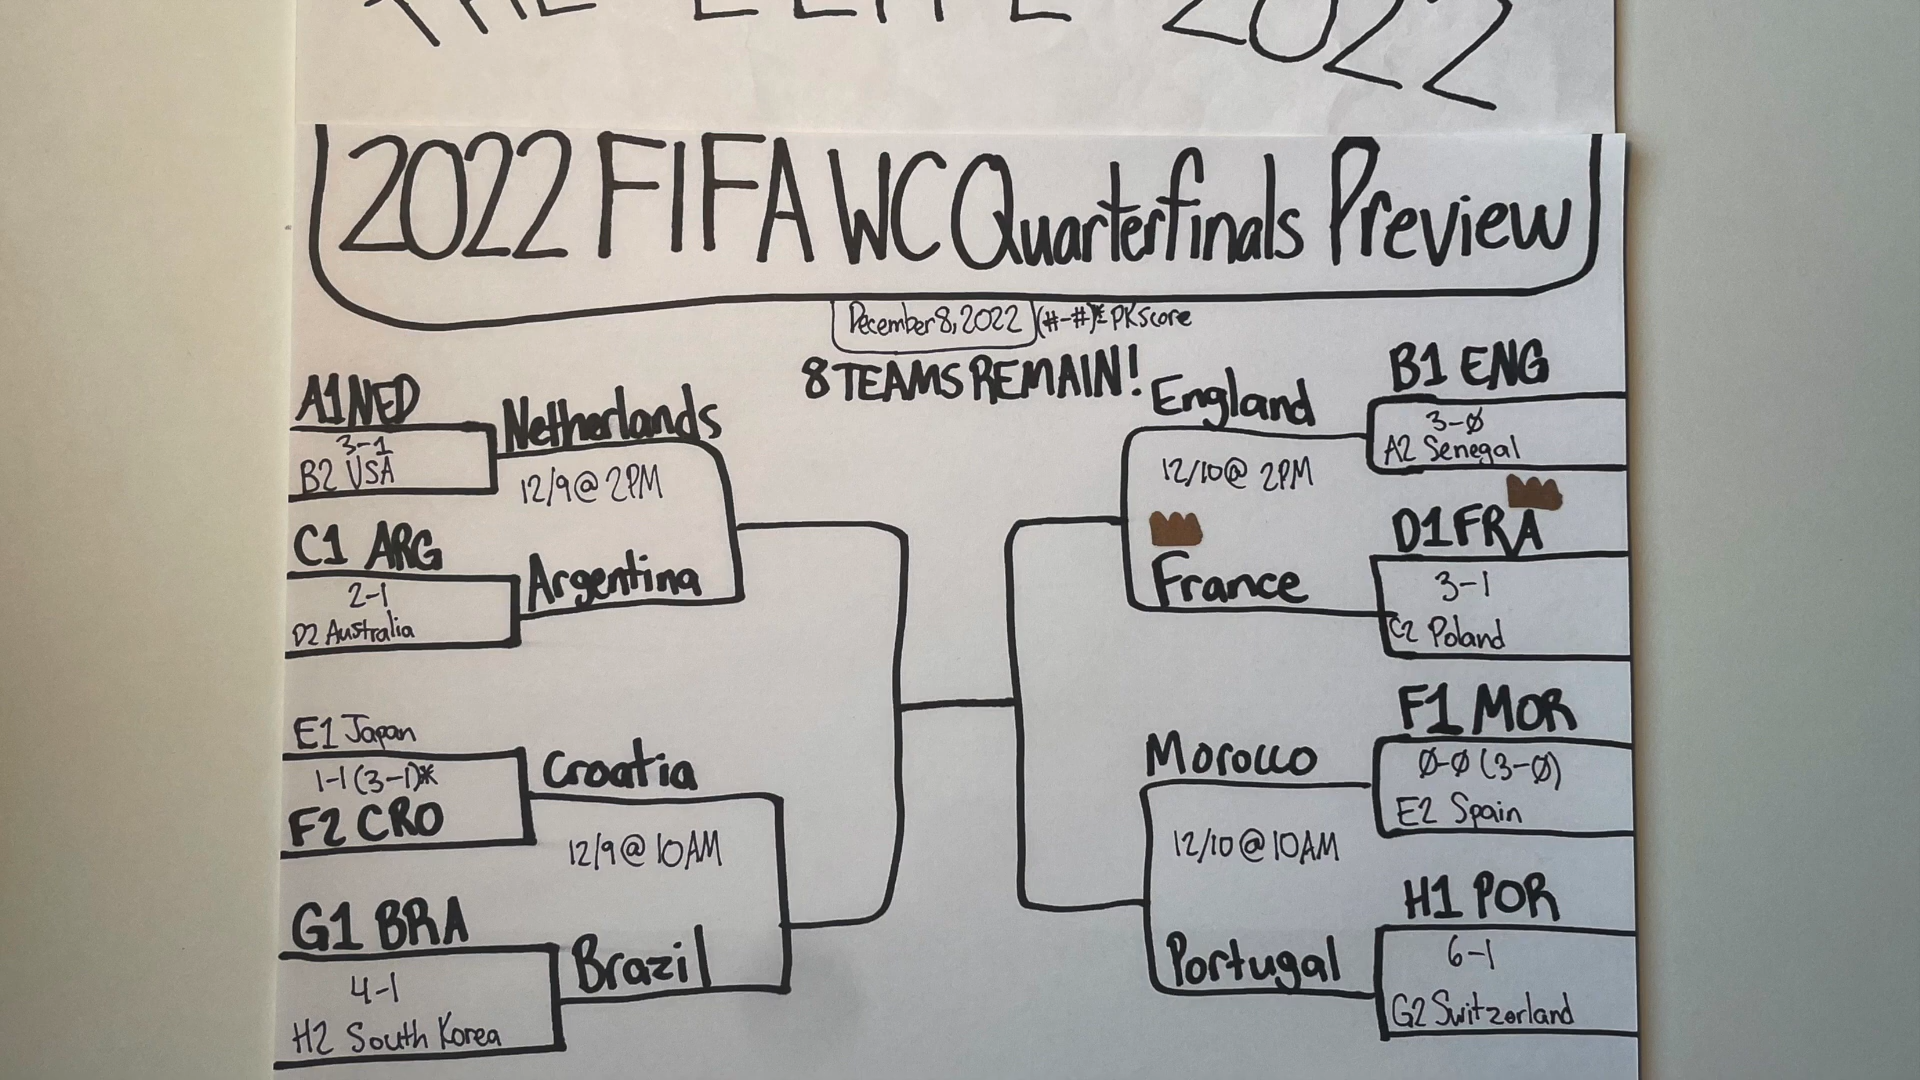 THE ELITE 2022
2022 FIFA WC Quarterfinals Preview
December 8, 2022 (#-#)*=PK Score
8 TEAMS REMAIN!
A1 NED
3-1
B2 USA
Netherlands
12/9 @ 2PM
C1 ARG
2-1
D2 Australia
Argentina
E1 Japan
1-1 (3-1)*
F2 CRO
Croatia
12/9 @ 10AM
G1 BRA
4-1
H2 South Korea
Brazil
England
12/10 @ 2PM
France
B1 ENG
3-0
A2 Senegal
D1 FRA
3-1
C2 Poland
Morocco
12/10 @ 10AM
Portugal
F1 MOR
0-0 (3-0)
E2 Spain
H1 POR
6-1
G2 Switzerland